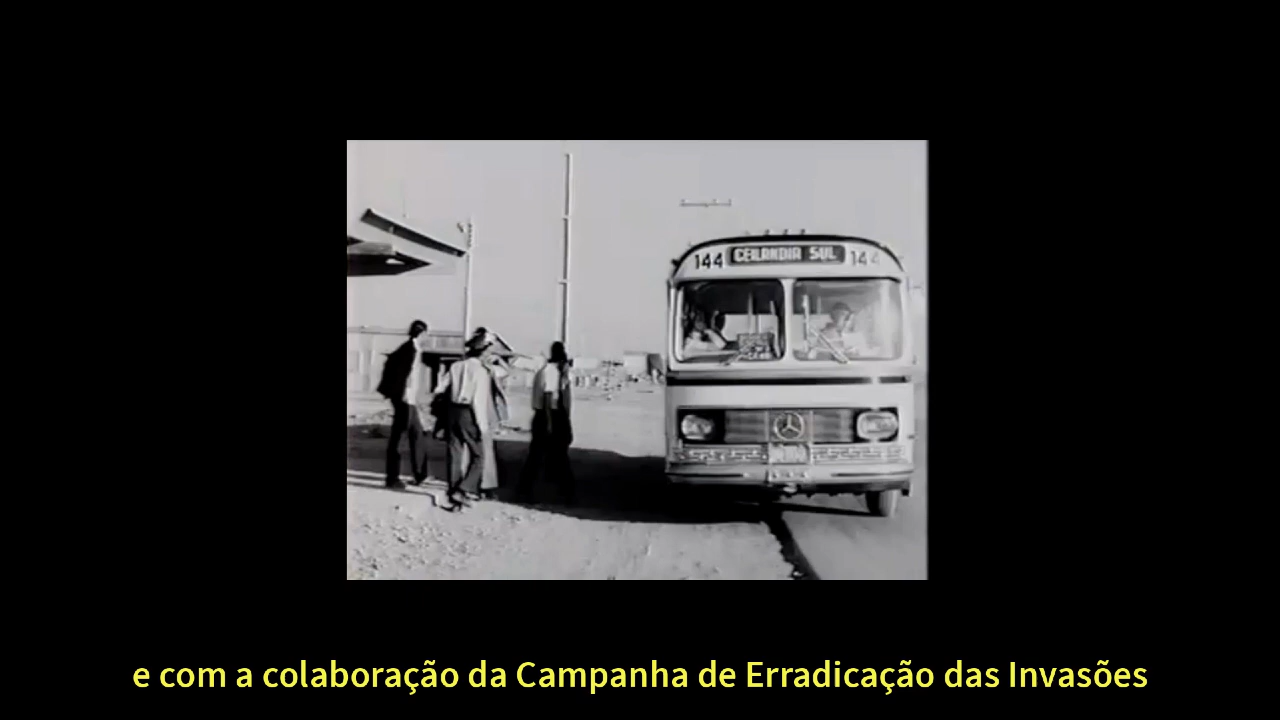 144 CEILANDIA SUL 144
e com a colaboração da Campanha de Erradicação das Invasões